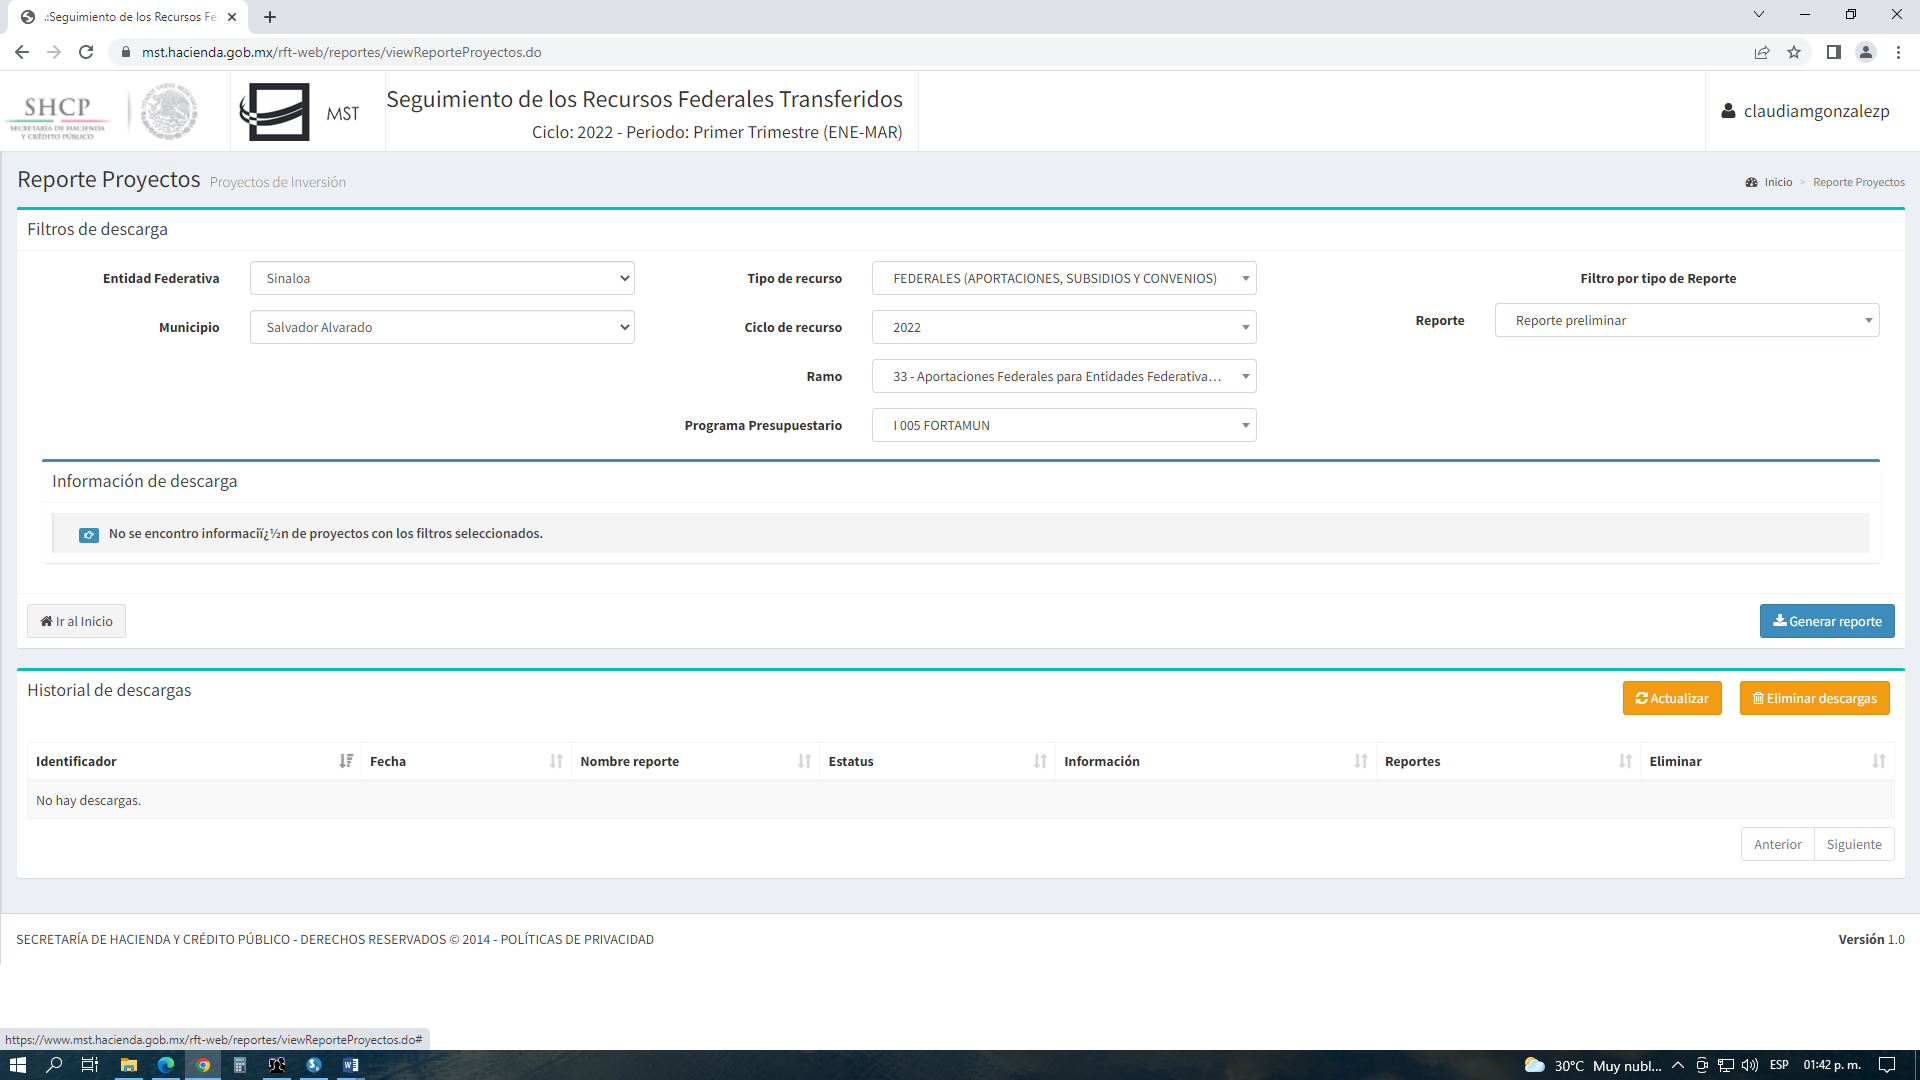 .:Seguimiento de los Recursos Fe
mst.hacienda.gob.mx/rft-web/reportes/viewReporteProyectos.do
SHCP
SECRETARÍA DE HACIENDA
Y CRÉDITO PÚBLICO
MST
Seguimiento de los Recursos Federales Transferidos
Ciclo: 2022 - Periodo: Primer Trimestre (ENE-MAR)
claudiamgonzalezp
Reporte Proyectos Proyectos de Inversión
Inicio > Reporte Proyectos
Filtros de descarga
Entidad Federativa Sinaloa
Tipo de recurso FEDERALES (APORTACIONES, SUBSIDIOS Y CONVENIOS)
Filtro por tipo de Reporte
Municipio Salvador Alvarado
Ciclo de recurso 2022
Reporte Reporte preliminar
Ramo 33 - Aportaciones Federales para Entidades Federativa...
Programa Presupuestario I 005 FORTAMUN
Información de descarga
No se encontro informaciï¿½n de proyectos con los filtros seleccionados.
Ir al Inicio
Generar reporte
Historial de descargas
Actualizar
Eliminar descargas
Identificador Fecha Nombre reporte Estatus Información Reportes Eliminar
No hay descargas.
Anterior Siguiente
SECRETARÍA DE HACIENDA Y CRÉDITO PÚBLICO - DERECHOS RESERVADOS © 2014 - POLÍTICAS DE PRIVACIDAD
Versión 1.0
https://www.mst.hacienda.gob.mx/rft-web/reportes/viewReporteProyectos.do#
30°C Muy nubl... ESP 01:42 p. m.